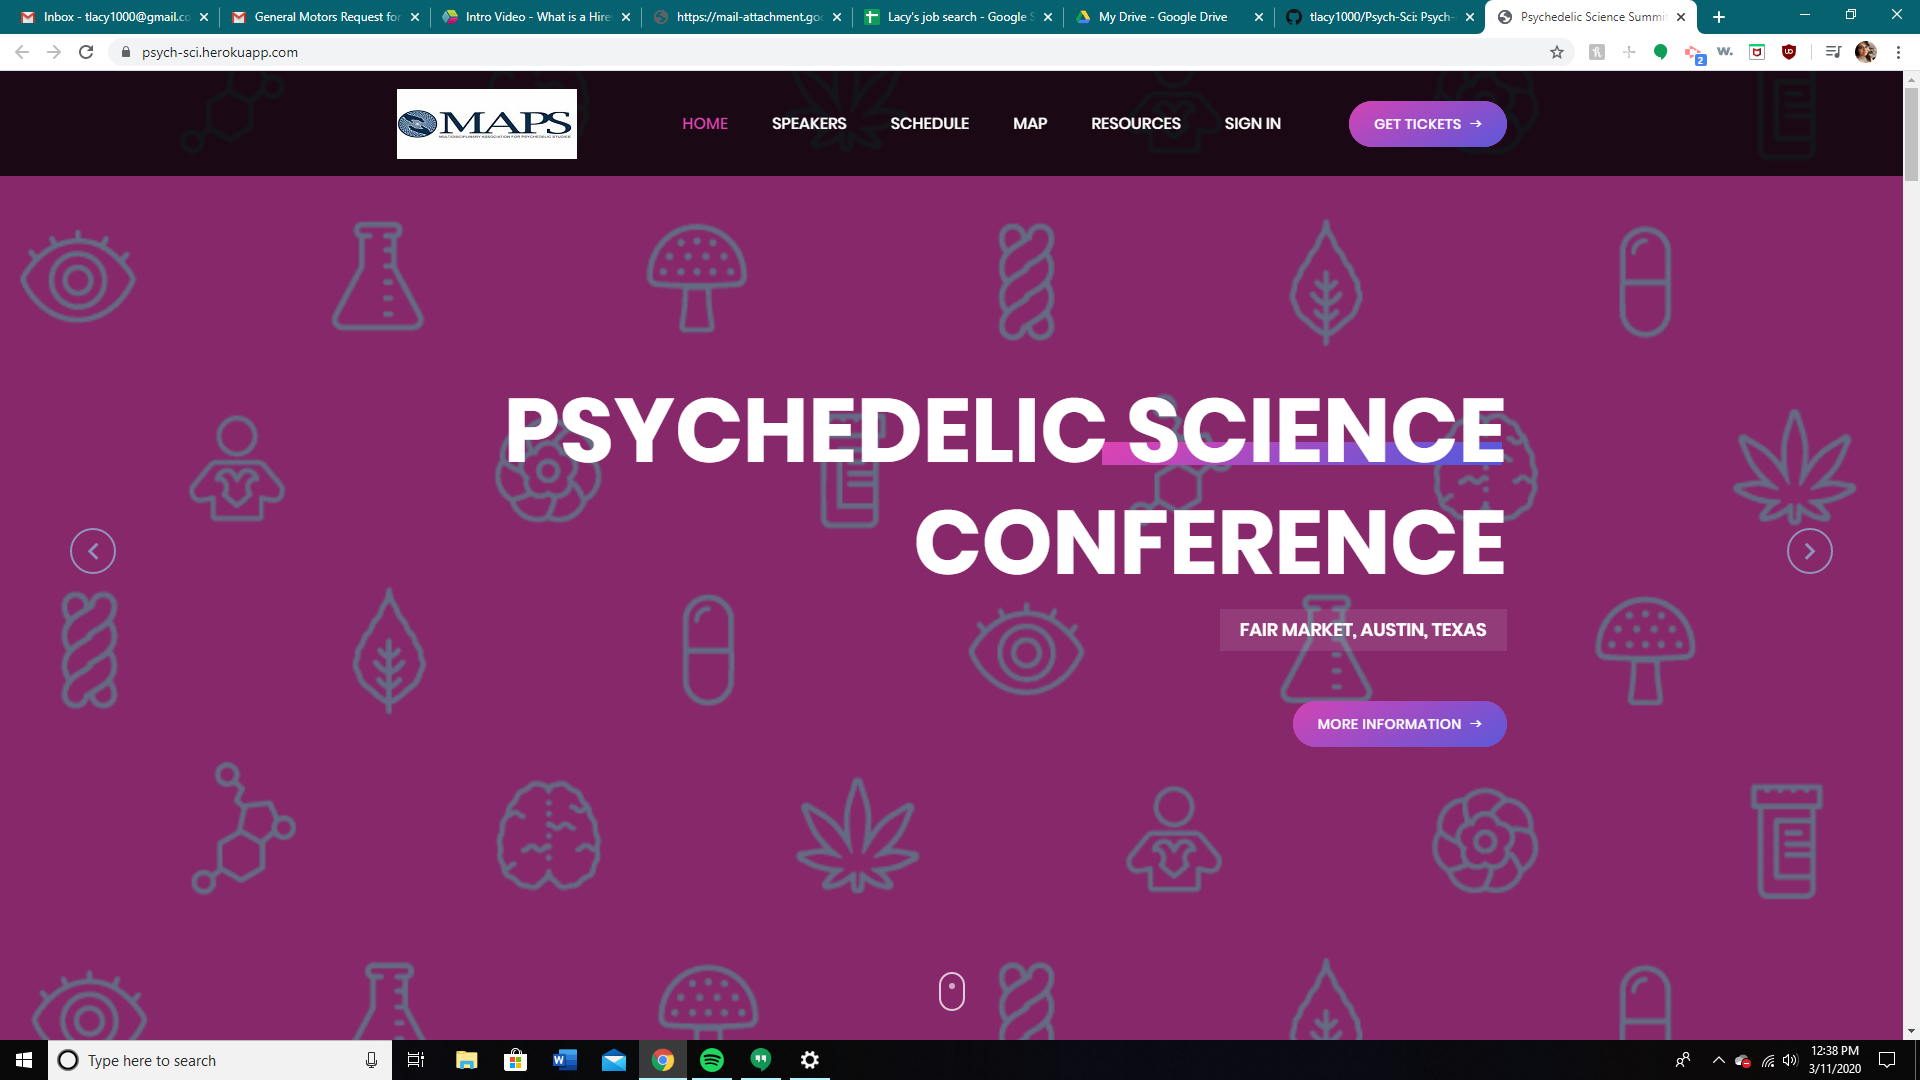 Inbox - tlacy1000@gmail.co
General Motors Request for
Intro Video - What is a Hire
https://mail-attachment.goo
Lacy's job search - Google S
My Drive - Google Drive
tlacy1000/Psych-Sci: Psych-
Psychedelic Science Summi
psych-sci.herokuapp.com
2
MAPS
MULTIDISCIPLINARY ASSOCIATION FOR PSYCHEDELIC STUDIES
HOME
SPEAKERS
SCHEDULE
MAP
RESOURCES
SIGN IN
GET TICKETS →
PSYCHEDELIC SCIENCE
CONFERENCE
FAIR MARKET, AUSTIN, TEXAS
MORE INFORMATION →
Type here to search
12:38 PM
3/11/2020